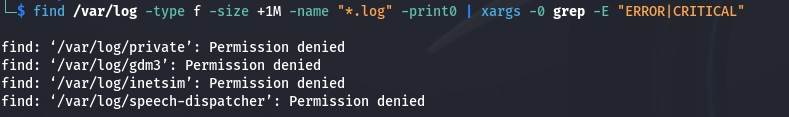 └─$ find /var/log -type f -size +1M -name "*.log" -print0 | xargs -0 grep -E "ERROR|CRITICAL"
find: ‘/var/log/private’: Permission denied
find: ‘/var/log/gdm3’: Permission denied
find: ‘/var/log/inetsim’: Permission denied
find: ‘/var/log/speech-dispatcher’: Permission denied